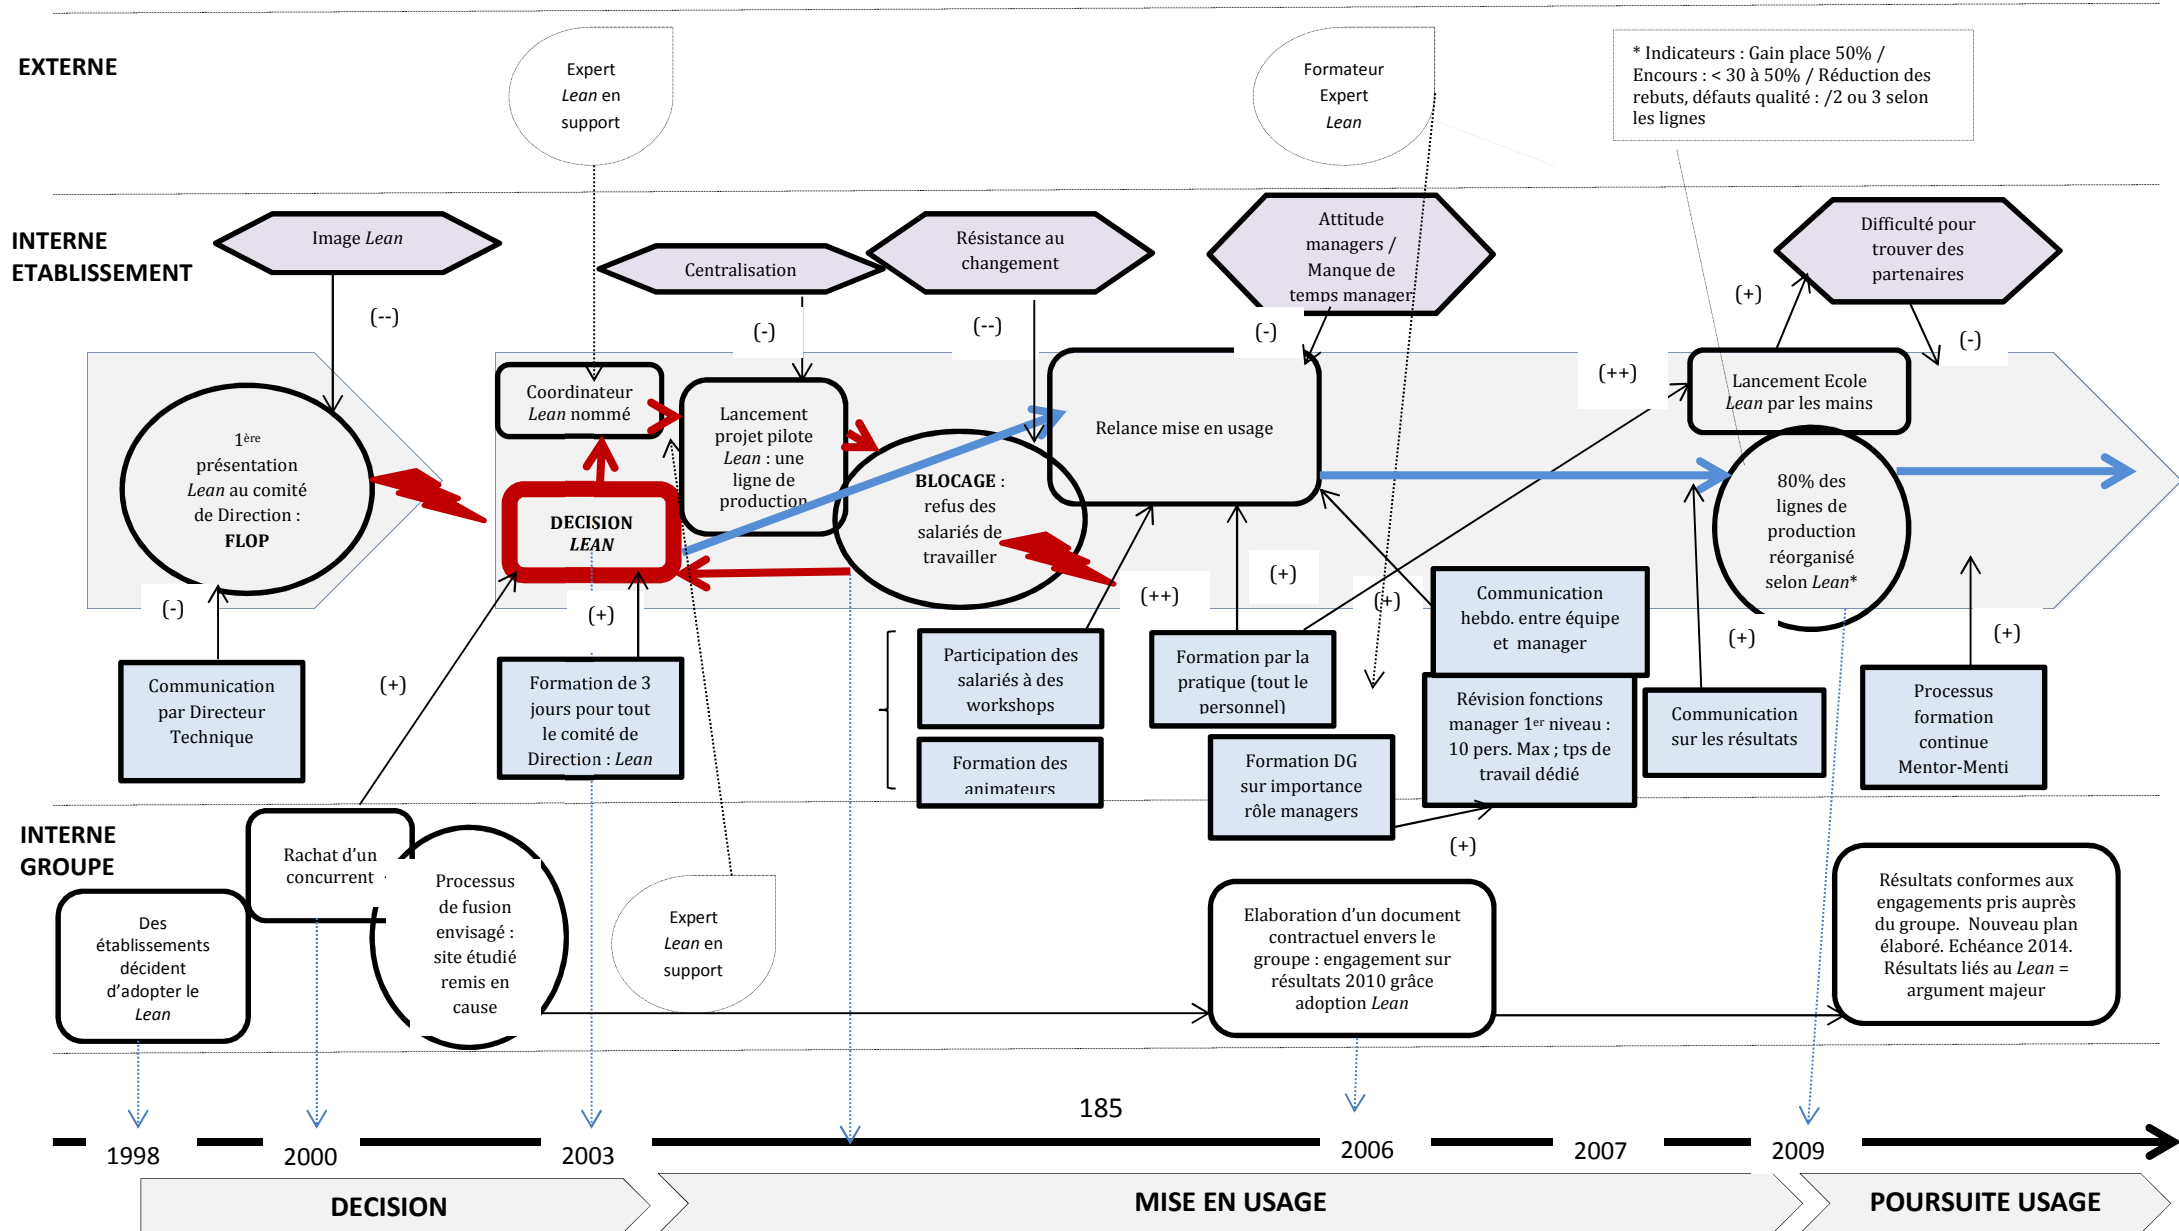 EXTERNE
Expert
Lean en
support
Formateur
Expert
Lean
* Indicateurs : Gain place 50% /
Encours : < 30 à 50% / Réduction des
rebuts, défauts qualité : /2 ou 3 selon
les lignes
INTERNE
ETABLISSEMENT
Image Lean
Centralisation
Résistance au
changement
Attitude
managers /
Manque de
temps manager
Difficulté pour
trouver des
partenaires
(--)
(-)
(--)
(-)
(+)
(-)
(++)
1ère
présentation
Lean au comité
de Direction :
FLOP
Coordinateur
Lean nommé
DECISION
LEAN
Lancement
projet pilote
Lean : une
ligne de
production
BLOCAGE :
refus des
salariés de
travailler
Relance mise en usage
Lancement Ecole
Lean par les mains
80% des
lignes de
production
réorganisé
selon Lean*
(-)
(+)
(+)
(++)
(+)
(+)
(+)
(+)
Communication
par Directeur
Technique
Formation de 3
jours pour tout
le comité de
Direction : Lean
Participation des
salariés à des
workshops
Formation des
animateurs
Formation par la
pratique (tout le
personnel)
Formation DG
sur importance
rôle managers
Communication
hebdo. entre équipe
et manager
Révision fonctions
manager 1er niveau :
10 pers. Max ; tps de
travail dédié
Communication
sur les résultats
Processus
formation
continue
Mentor-Menti
(+)
INTERNE
GROUPE
Des
établissements
décident
d'adopter le
Lean
Rachat d'un
concurrent
Processus
de fusion
envisagé :
site étudié
remis en
cause
Expert
Lean en
support
Elaboration d'un document
contractuel envers le
groupe : engagement sur
résultats 2010 grâce
adoption Lean
Résultats conformes aux
engagements pris auprès
du groupe. Nouveau plan
élaboré. Echéance 2014.
Résultats liés au Lean =
argument majeur
185
1998
2000
2003
2006
2007
2009
DECISION
MISE EN USAGE
POURSUITE USAGE